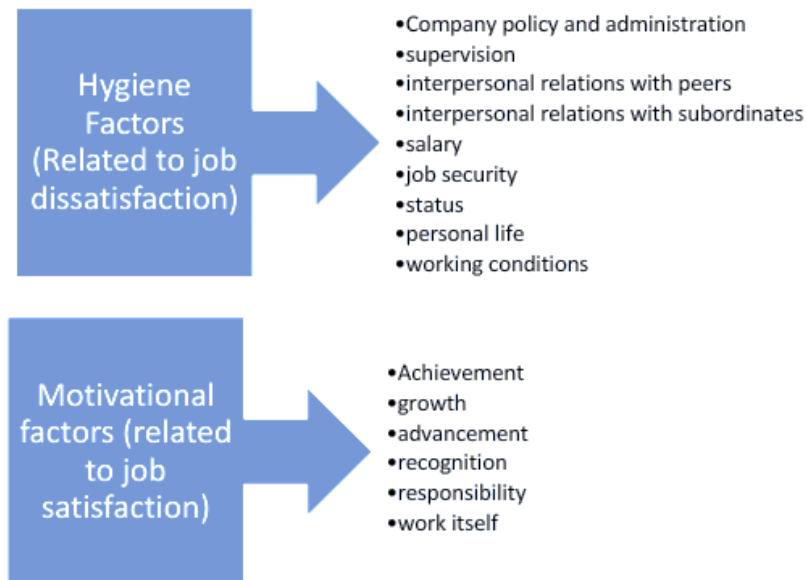 Hygiene
Factors
(Related to job
dissatisfaction)
•Company policy and administration
•supervision
•interpersonal relations with peers
•interpersonal relations with subordinates
•salary
•job security
•status
•personal life
•working conditions
Motivational
factors (related
to job
satisfaction)
•Achievement
•growth
•advancement
•recognition
•responsibility
•work itself